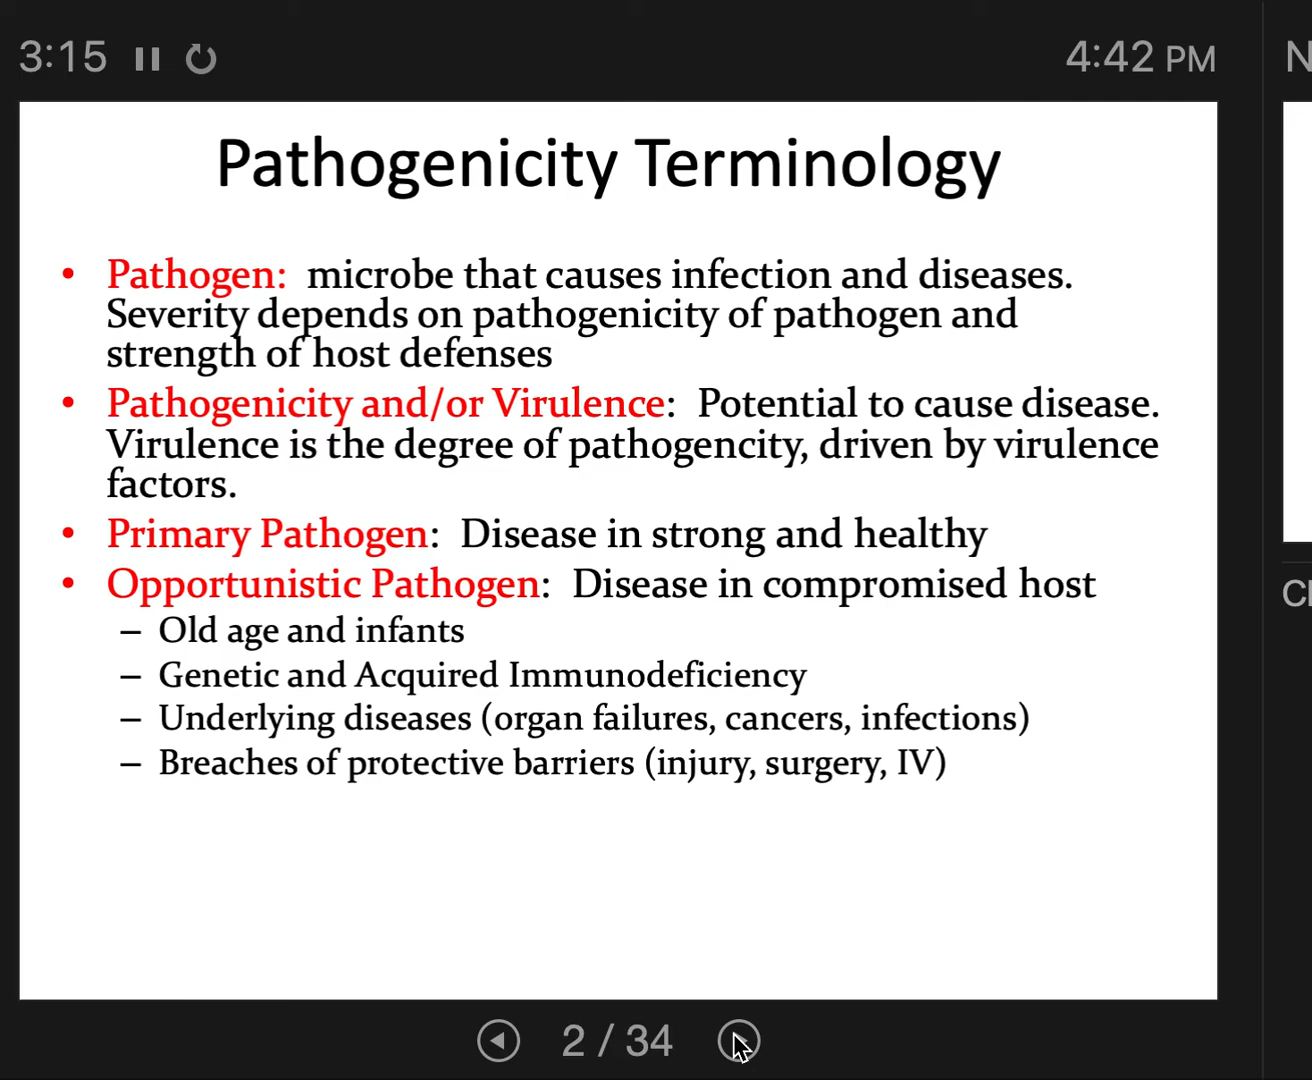 3:15
4:42 PM
N
Pathogenicity Terminology
• Pathogen: microbe that causes infection and diseases.
Severity depends on pathogenicity of pathogen and
strength of host defenses
• Pathogenicity and/or Virulence: Potential to cause disease.
Virulence is the degree of pathogencity, driven by virulence
factors.
• Primary Pathogen: Disease in strong and healthy
• Opportunistic Pathogen: Disease in compromised host
– Old age and infants
– Genetic and Acquired Immunodeficiency
– Underlying diseases (organ failures, cancers, infections)
– Breaches of protective barriers (injury, surgery, IV)
2 / 34